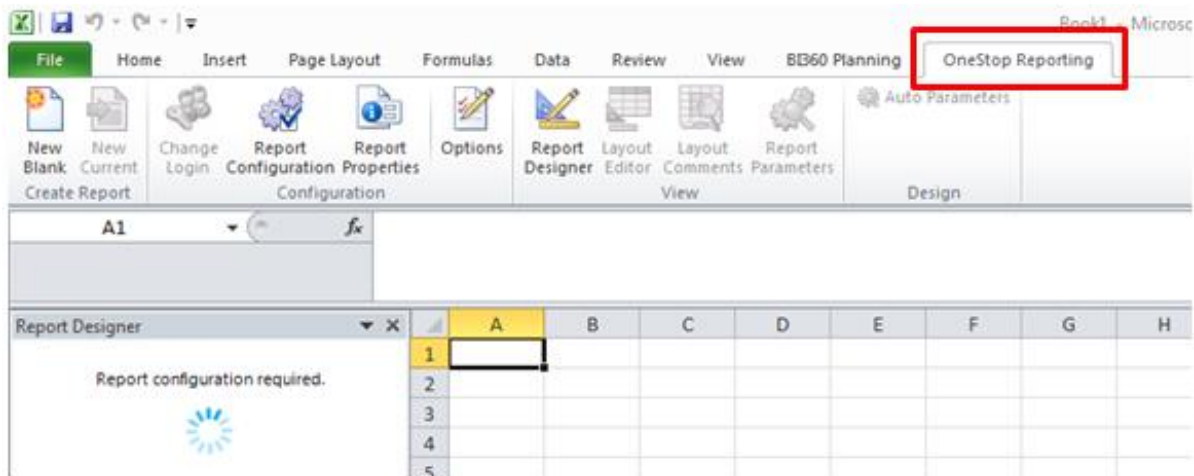 Book1 - Microsc
File Home Insert Page Layout Formulas Data Review View BI360 Planning OneStop Reporting
New Blank
New Current
Change Login
Report Configuration
Report Properties
Options
Report Designer
Layout Editor
Layout Comments
Report Parameters
Auto Parameters
Create Report Configuration View Design
A1 fx
Report Designer
A B C D E F G H
Report configuration required.
1
2
3
4
5